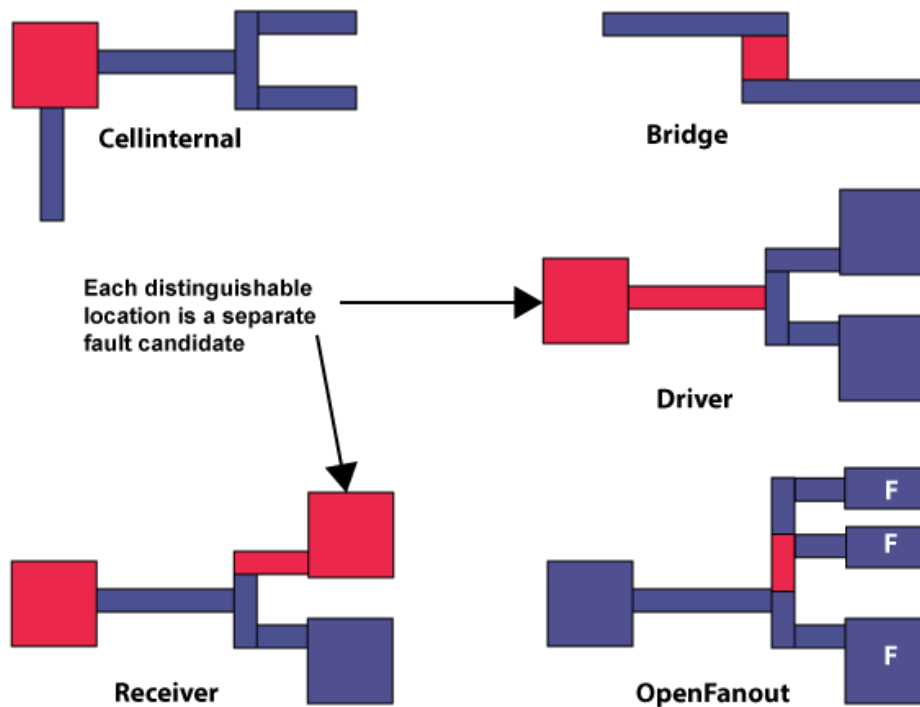 Cellinternal
Bridge
Each distinguishable
location is a separate
fault candidate
Driver
Receiver
F
F
F
OpenFanout